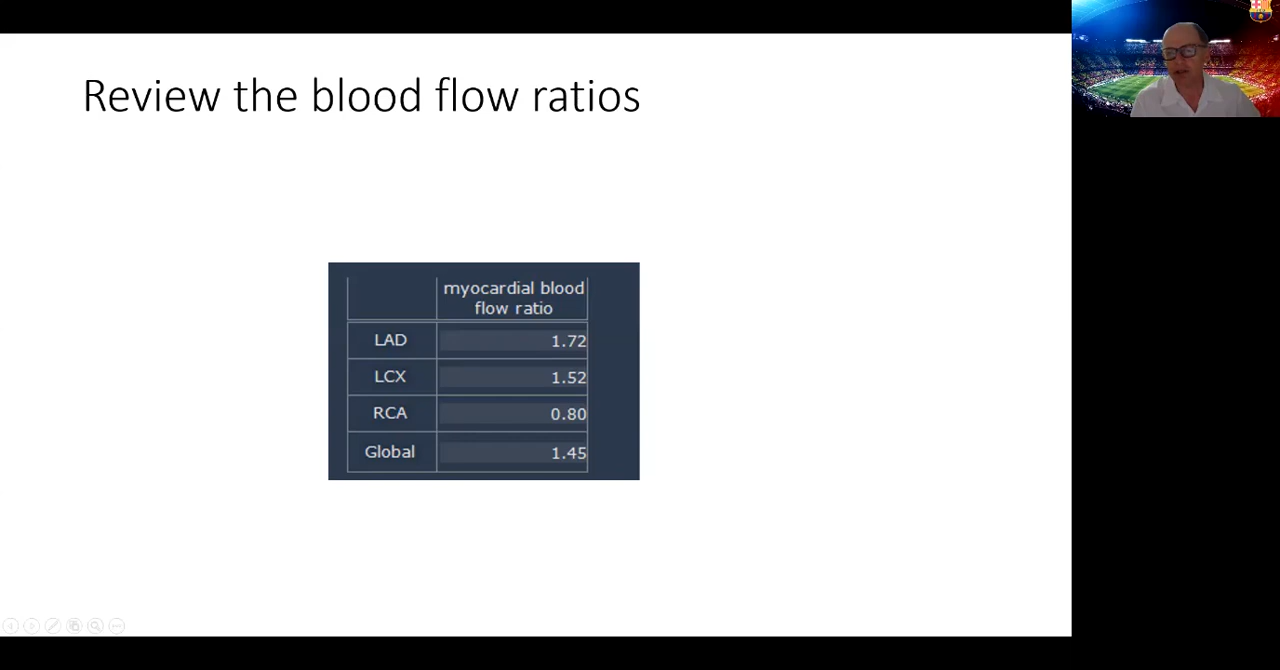 Review the blood flow ratios
myocardial blood
flow ratio
LAD 1.72
LCX 1.52
RCA 0.80
Global 1.45